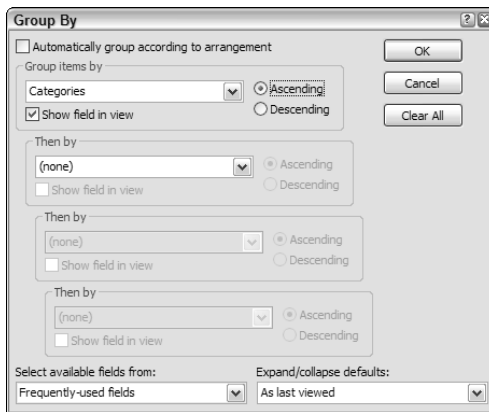 Group By
Automatically group according to arrangement
OK
Group items by
Categories
Ascending
Cancel
Show field in view
Descending
Clear All
Then by
(none)
Ascending
Show field in view
Descending
Then by
(none)
Ascending
Show field in view
Descending
Then by
(none)
Ascending
Show field in view
Descending
Select available fields from:
Expand/collapse defaults:
Frequently-used fields
As last viewed